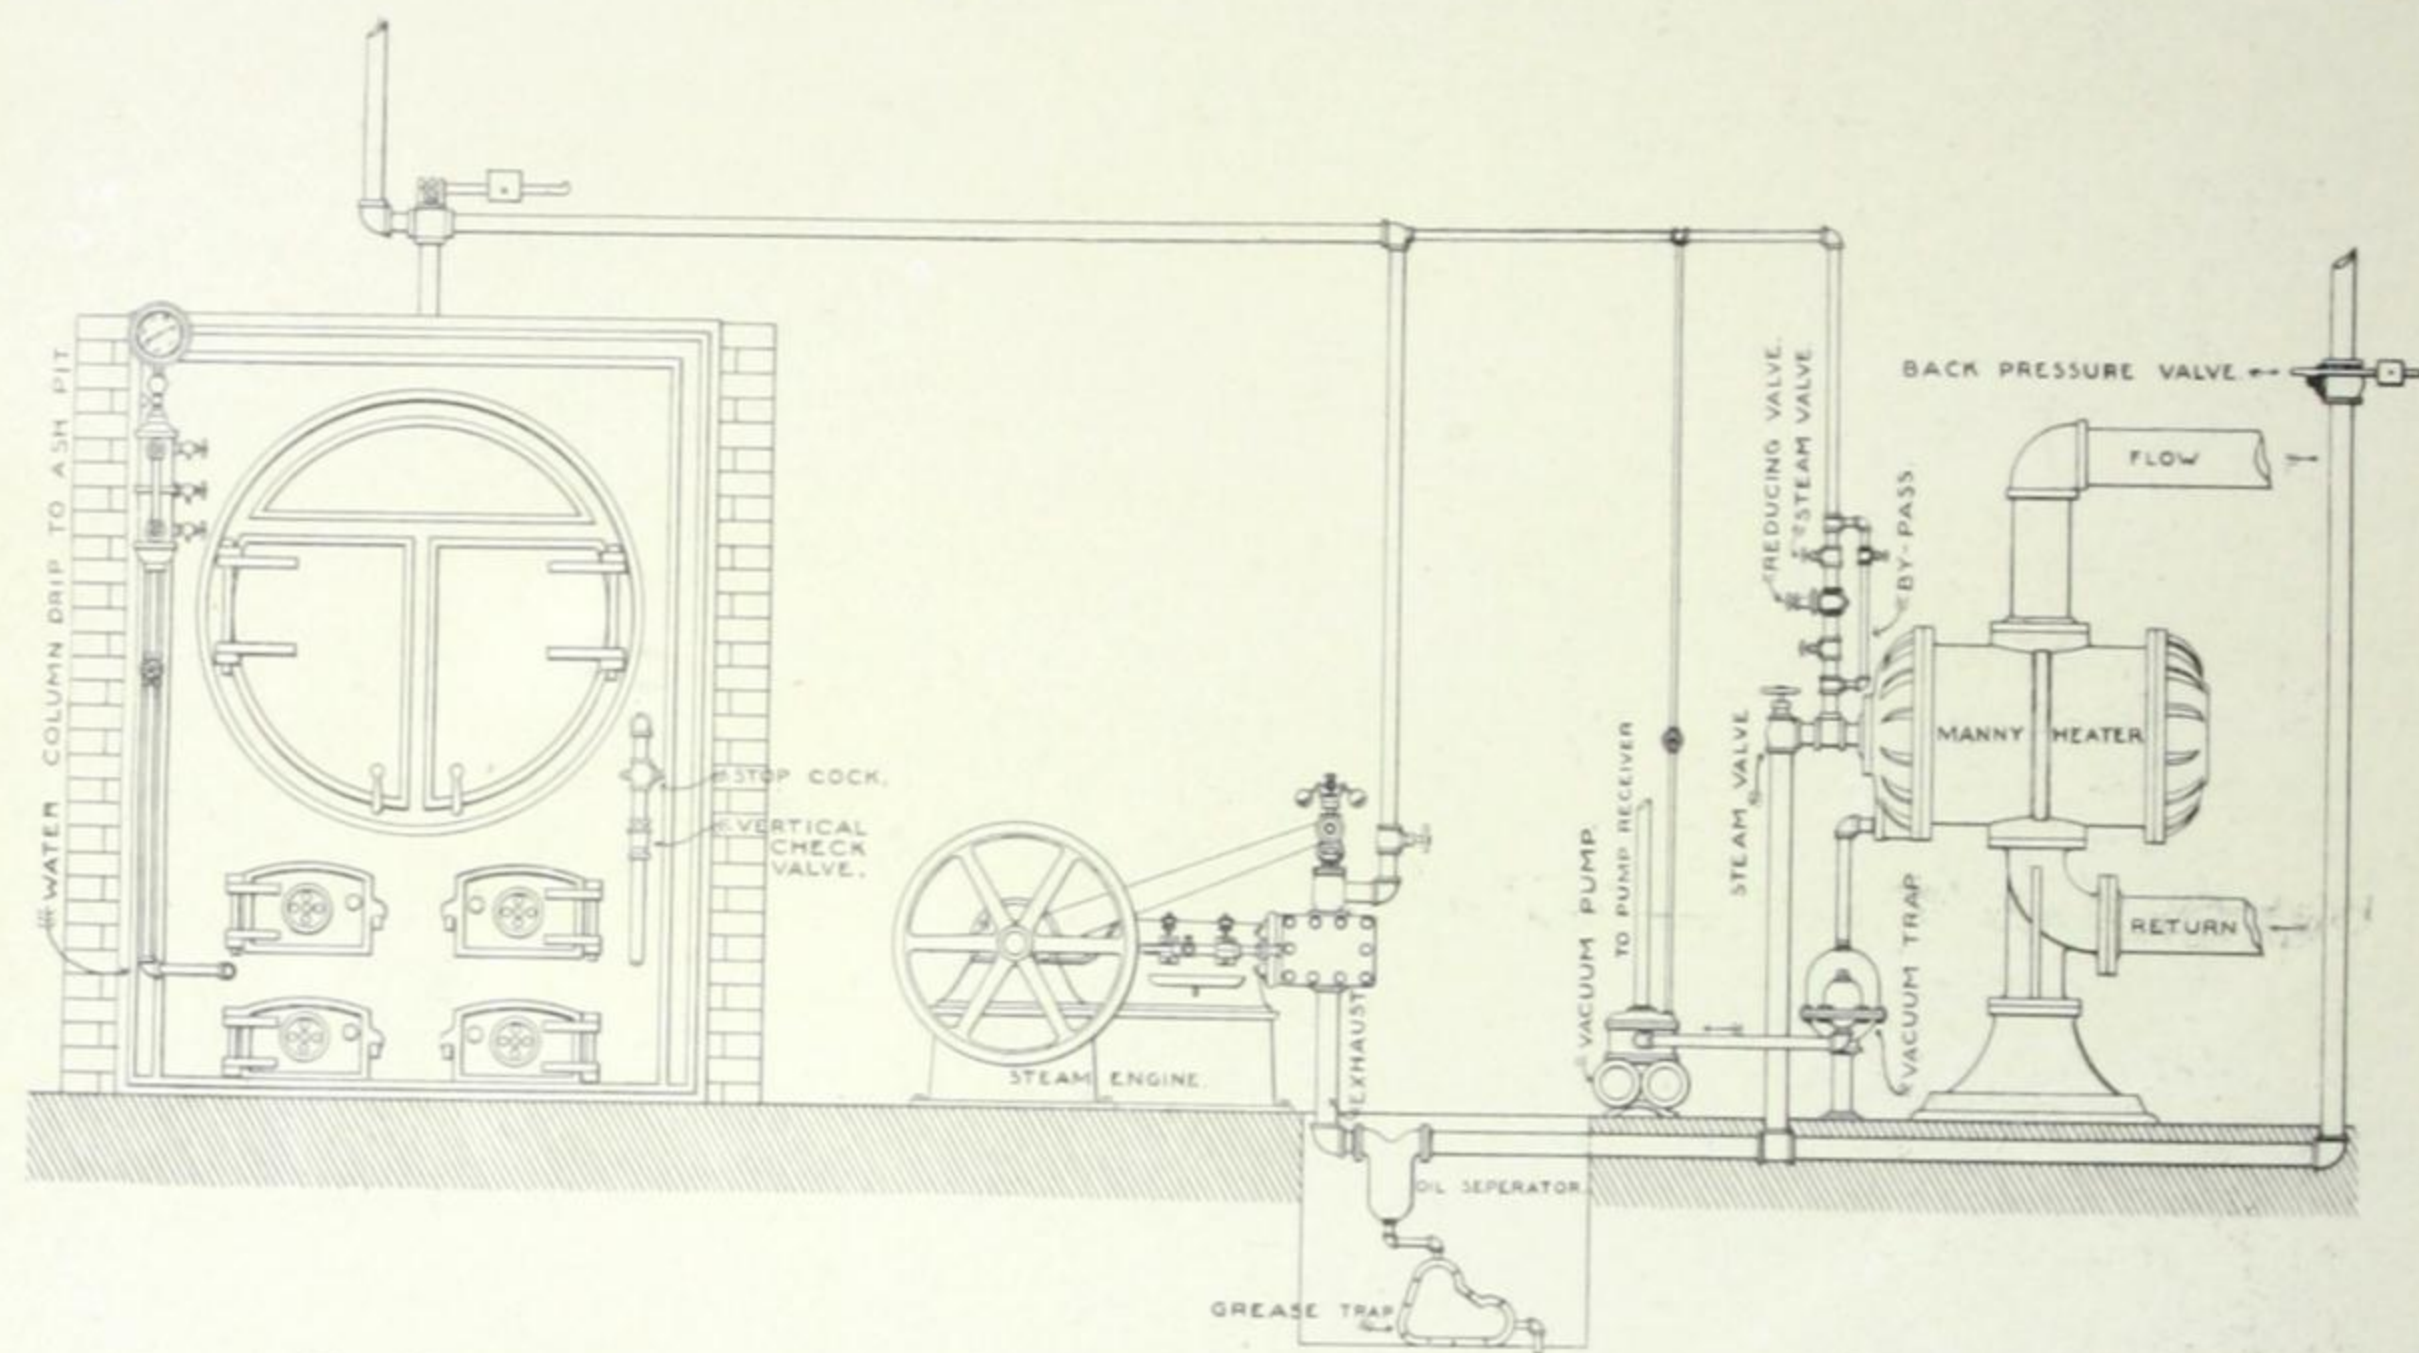 WATER COLUMN DRIP TO ASH PIT
STOP COCK.
VERTICAL
CHECK
VALVE.
STEAM ENGINE.
EXHAUST
OIL SEPERATOR.
GREASE TRAP
VACUUM PUMP.
TO PUMP RECEIVER
STEAM VALVE
REDUCING VALVE.
STEAM VALVE.
BY-PASS.
MANNY HEATER
VACUUM TRAP.
BACK PRESSURE VALVE.
FLOW
RETURN